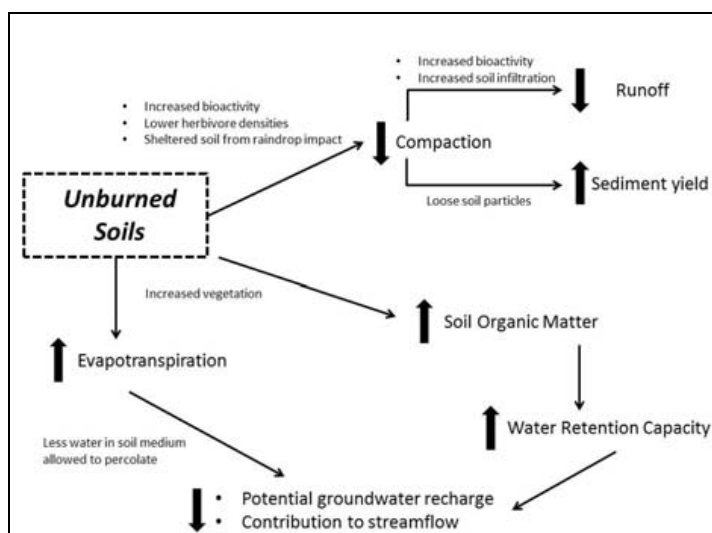 • Increased bioactivity
• Increased soil infiltration
Runoff
• Increased bioactivity
• Lower herbivore densities
• Sheltered soil from raindrop impact
Compaction
Unburned
Soils
Loose soil particles
Sediment yield
Increased vegetation
Soil Organic Matter
Evapotranspiration
Water Retention Capacity
Less water in soil medium
allowed to percolate
• Potential groundwater recharge
• Contribution to streamflow